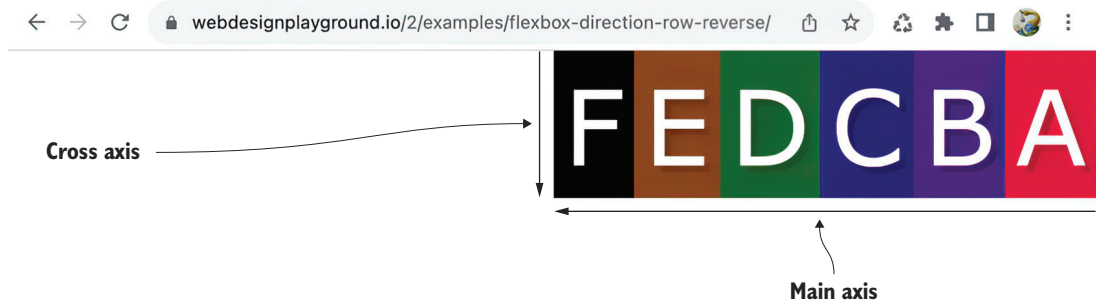 webdesignplayground.io/2/examples/flexbox-direction-row-reverse/
FEDCBA
Cross axis
Main axis